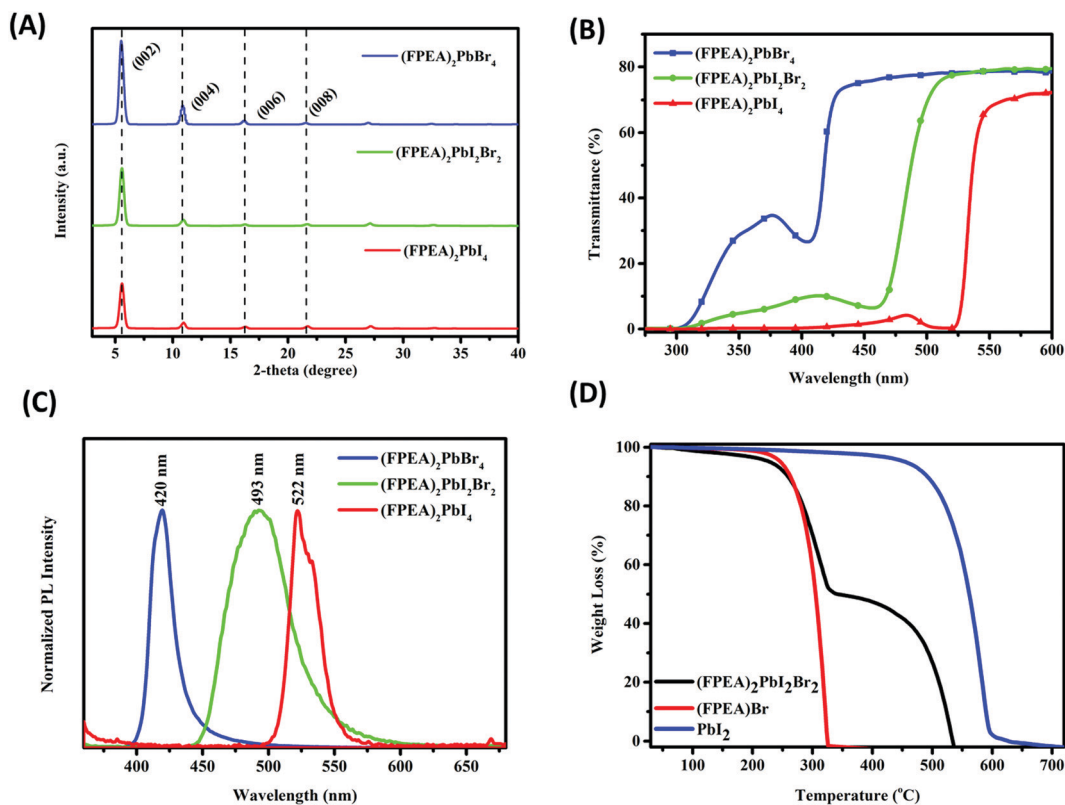 (A)
(002)
(004)
(006)
(008)
(FPEA)₂PbBr₄
(FPEA)₂PbI₂Br₂
(FPEA)₂PbI₄
Intensity (a.u.)
5 10 15 20 25 30 35 40
2-theta (degree)
(B)
(FPEA)₂PbBr₄
(FPEA)₂PbI₂Br₂
(FPEA)₂PbI₄
Transmittance (%)
80
60
40
20
0
300 350 400 450 500 550 600
Wavelength (nm)
(C)
420 nm
493 nm
522 nm
(FPEA)₂PbBr₄
(FPEA)₂PbI₂Br₂
(FPEA)₂PbI₄
Normalized PL Intensity
400 450 500 550 600 650
Wavelength (nm)
(D)
100
80
60
40
20
0
Weight Loss (%)
(FPEA)₂PbI₂Br₂
(FPEA)Br
PbI₂
100 200 300 400 500 600 700
Temperature (°C)